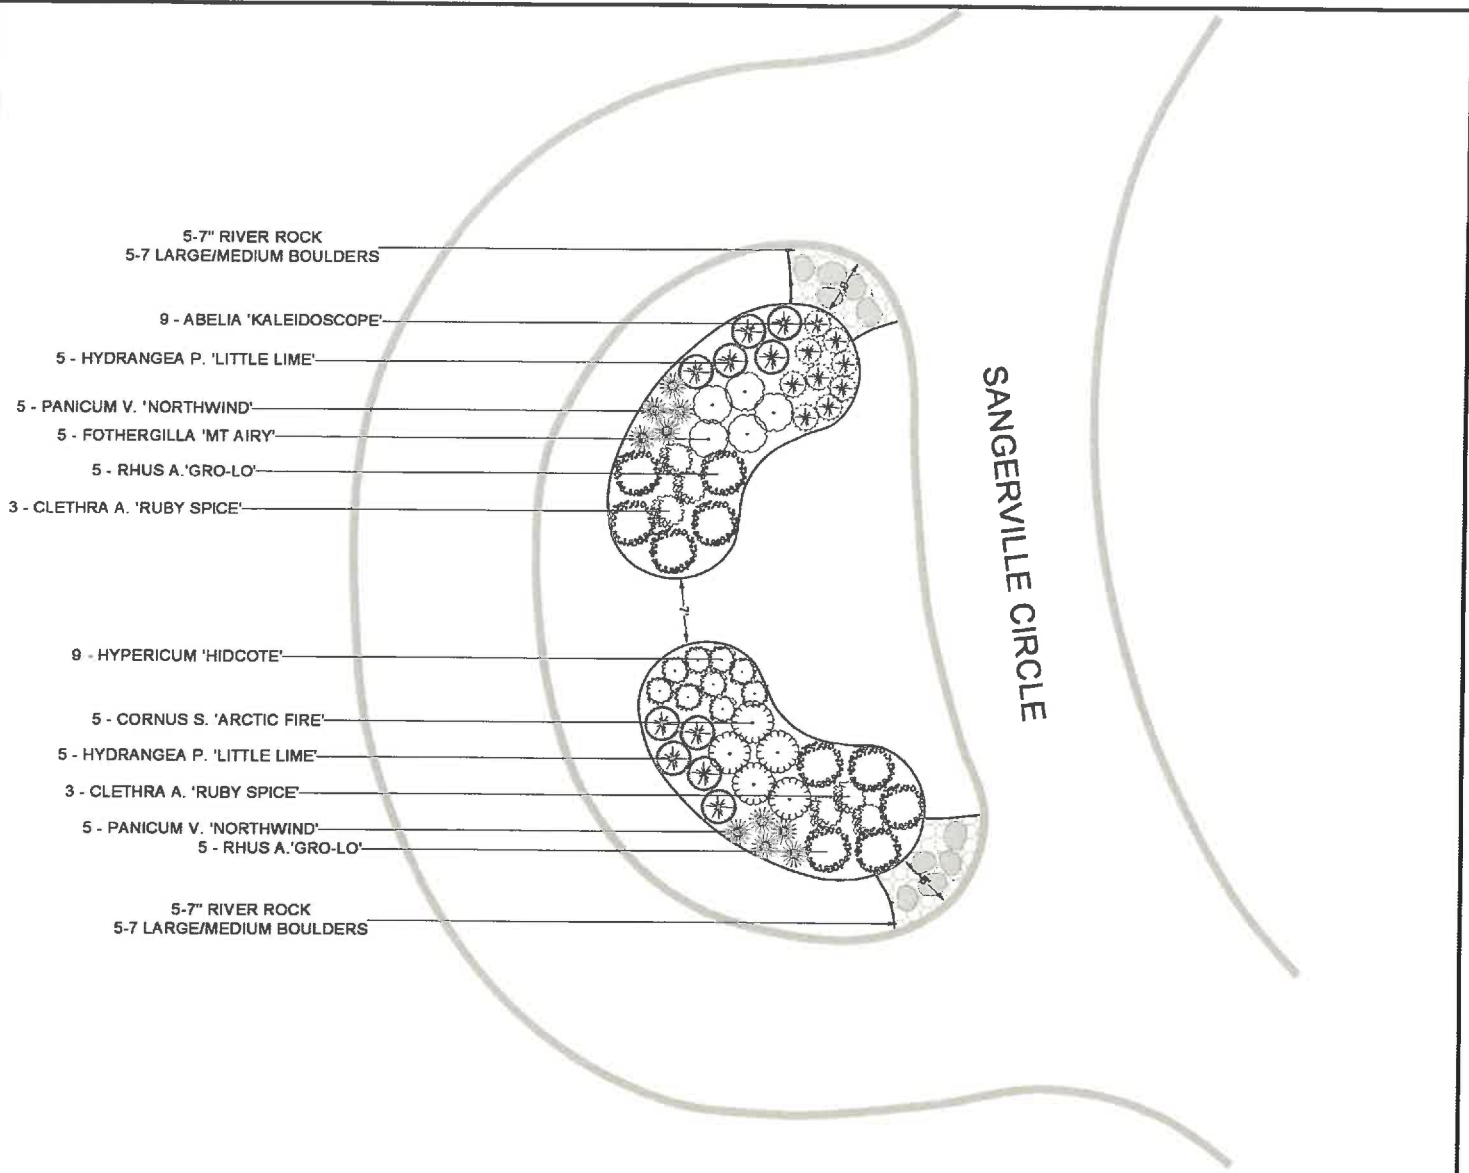 5-7" RIVER ROCK
5-7 LARGE/MEDIUM BOULDERS
9 - ABELIA 'KALEIDOSCOPE'
5 - HYDRANGEA P. 'LITTLE LIME'
5 - PANICUM V. 'NORTHWIND'
5 - FOTHERGILLA 'MT AIRY'
5 - RHUS A.'GRO-LO'
3 - CLETHRA A. 'RUBY SPICE'
7'
SANGERVILLE CIRCLE
9 - HYPERICUM 'HIDCOTE'
5 - CORNUS S. 'ARCTIC FIRE'
5 - HYDRANGEA P. 'LITTLE LIME'
3 - CLETHRA A. 'RUBY SPICE'
5 - PANICUM V. 'NORTHWIND'
5 - RHUS A.'GRO-LO'
5-7" RIVER ROCK
5-7 LARGE/MEDIUM BOULDERS